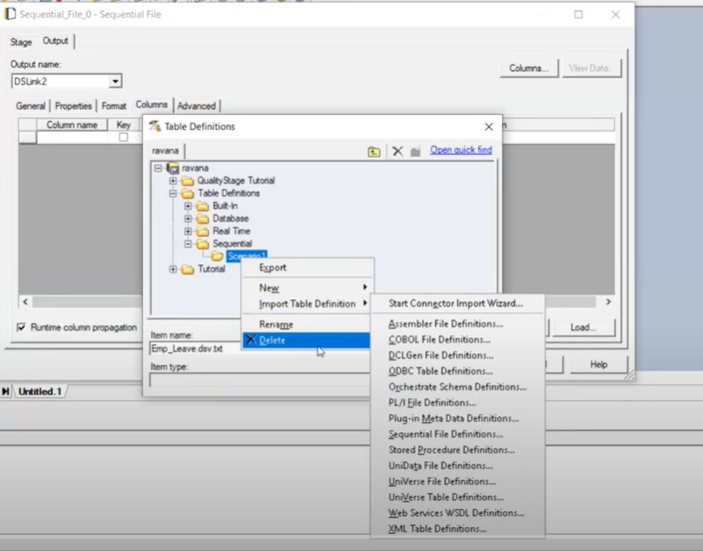 Sequential_File_0 - Sequential File
Stage Output
Output name:
DSLink2
Columns... View Data...
General Properties Format Columns Advanced
Column name Key
Table Definitions
ravana
Open quick find
ravana
QualityStage Tutorial
Table Definitions
Built-in
Database
Real Time
Sequential
Scenario1
Tutorial
Export
New
Import Table Definition
Rename
Delete
Start Connector Import Wizard...
Assembler File Definitions...
COBOL File Definitions...
DCLGen File Definitions...
ODBC Table Definitions...
Orchestrate Schema Definitions...
PL/I File Definitions...
Plug-in Meta Data Definitions...
Sequential File Definitions...
Stored Procedure Definitions...
UniData File Definitions...
UniVerse File Definitions...
UniVerse Table Definitions...
Web Services WSDL Definitions...
XML Table Definitions...
Runtime column propagation
Load...
Item name:
Emp_Leave.dsv.txt
Item type:
Help
Untitled.1